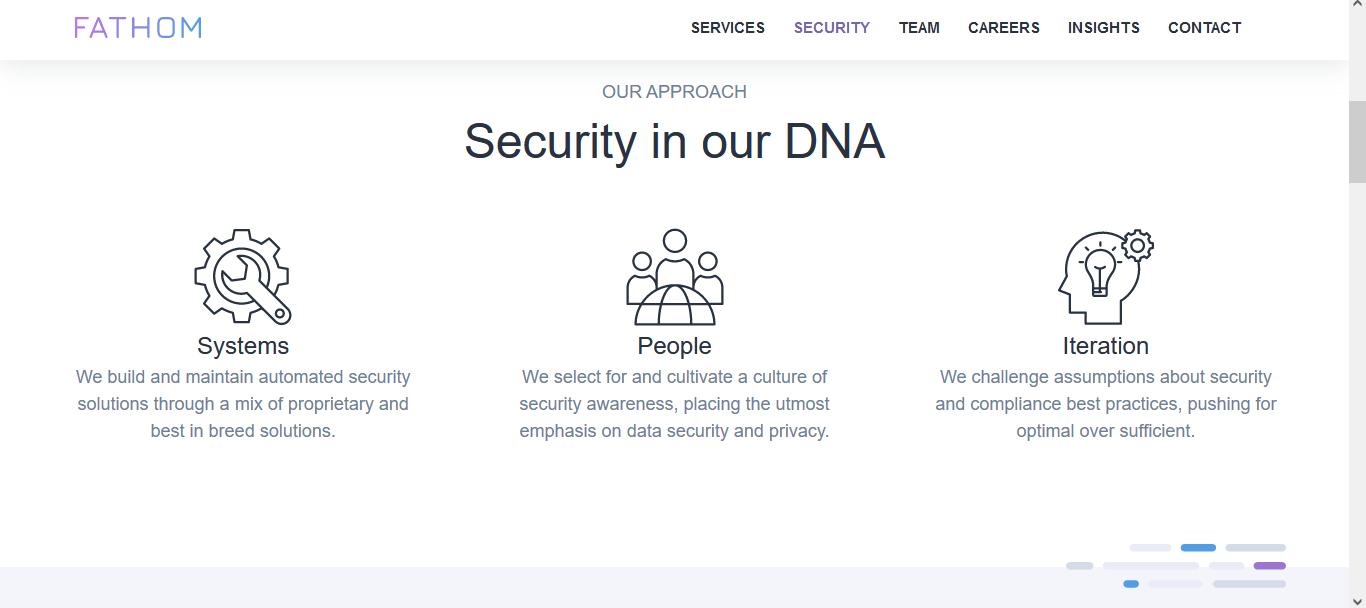 FATHOM
SERVICES SECURITY TEAM CAREERS INSIGHTS CONTACT
OUR APPROACH
Security in our DNA
Systems
We build and maintain automated security
solutions through a mix of proprietary and
best in breed solutions.
People
We select for and cultivate a culture of
security awareness, placing the utmost
emphasis on data security and privacy.
Iteration
We challenge assumptions about security
and compliance best practices, pushing for
optimal over sufficient.